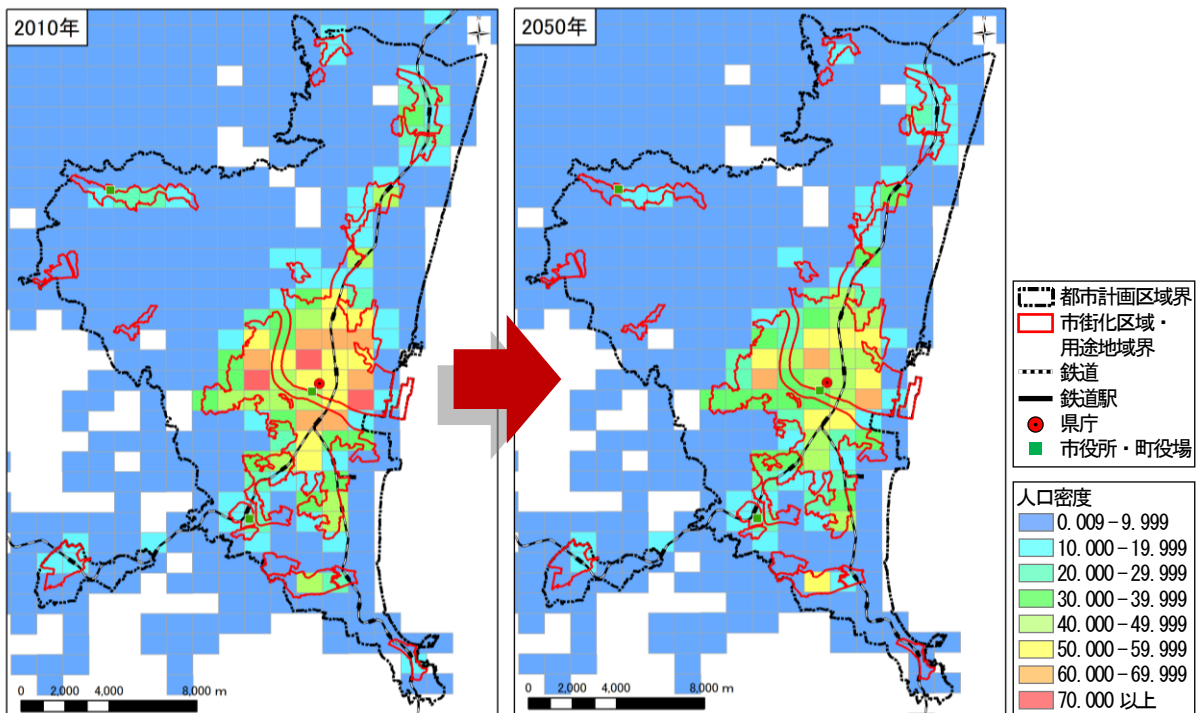 2010年
2050年
N
N
0 2,000 4,000 8,000 m
0 2,000 4,000 8,000 m
都市計画区域界
市街化区域・
用途地域界
鉄道
鉄道駅
県庁
市役所・町役場
人口密度
0.009-9.999
10.000-19.999
20.000-29.999
30.000-39.999
40.000-49.999
50.000-59.999
60.000-69.999
70.000 以上